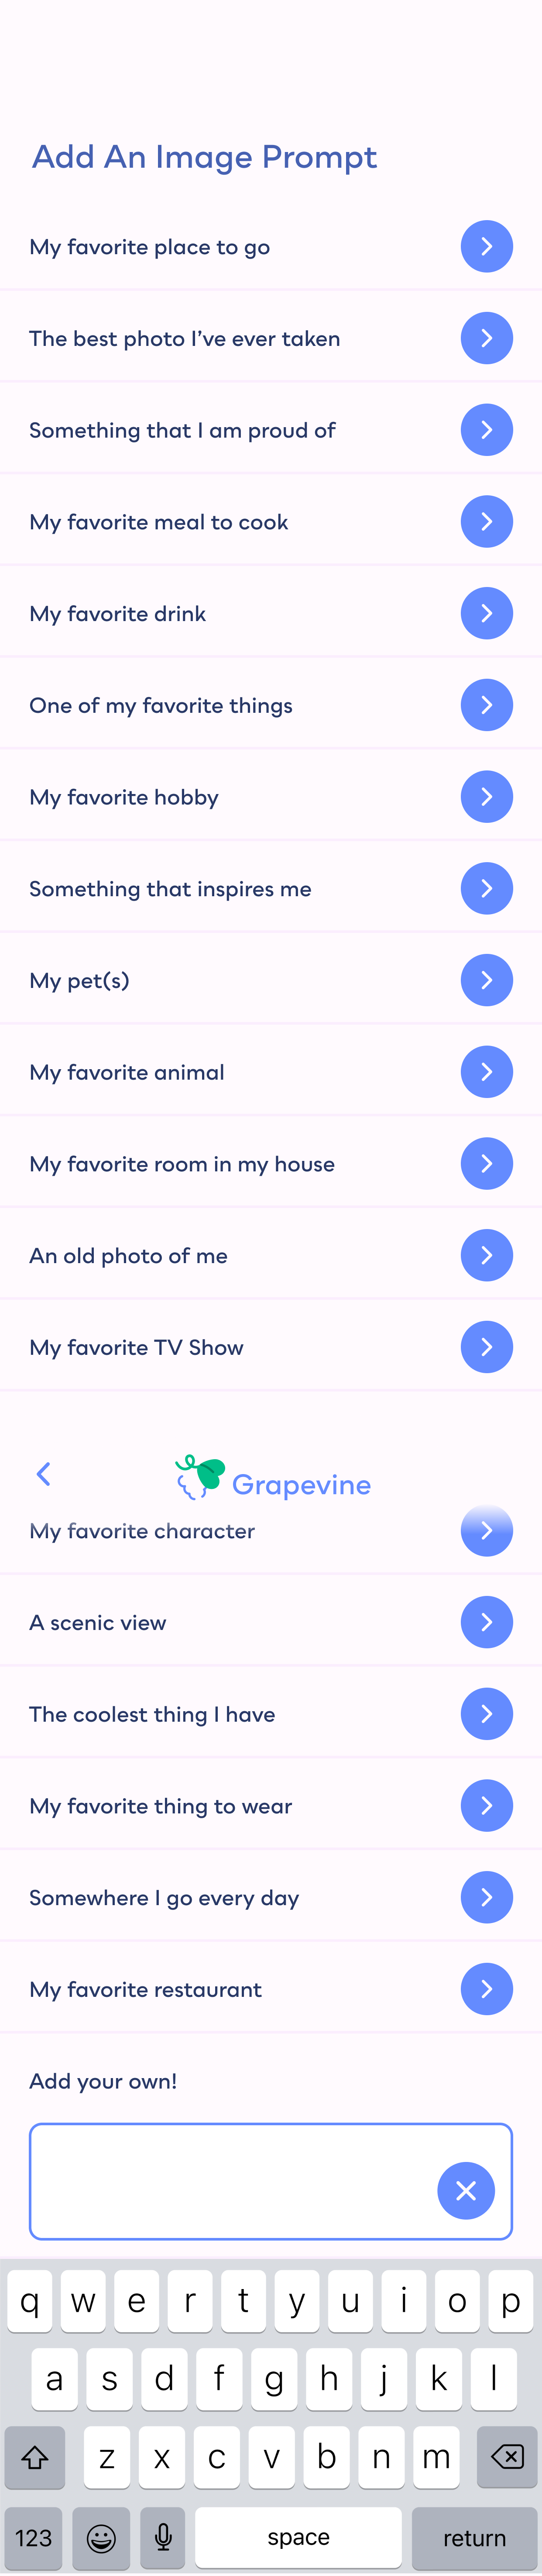 Add An Image Prompt
My favorite place to go
The best photo I’ve ever taken
Something that I am proud of
My favorite meal to cook
My favorite drink
One of my favorite things
My favorite hobby
Something that inspires me
My pet(s)
My favorite animal
My favorite room in my house
An old photo of me
My favorite TV Show
Grapevine
My favorite character
A scenic view
The coolest thing I have
My favorite thing to wear
Somewhere I go every day
My favorite restaurant
Add your own!
q w e r t y u i o p
a s d f g h j k l
z x c v b n m
123 space return